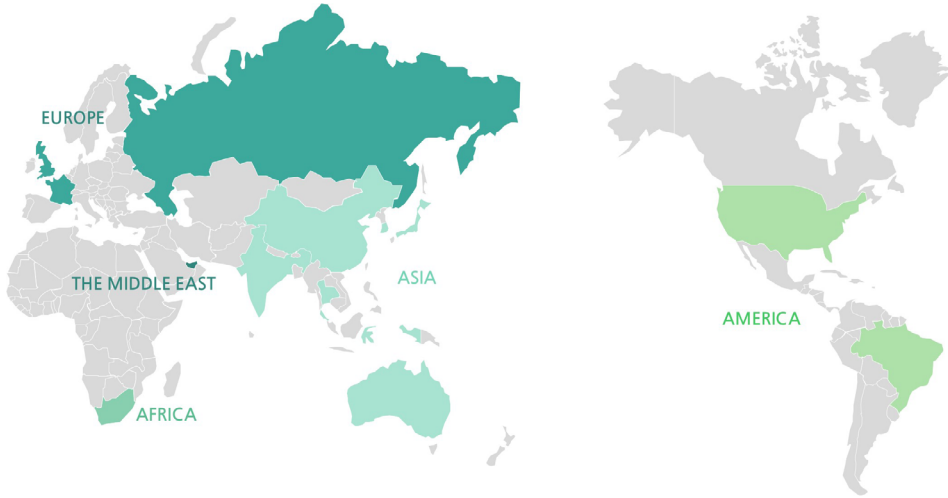 EUROPE
THE MIDDLE EAST
ASIA
AMERICA
AFRICA